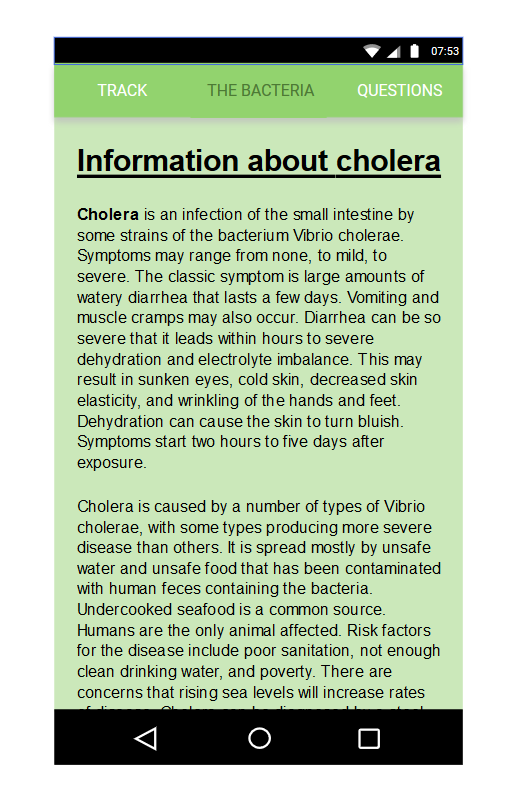 07:53
TRACK THE BACTERIA QUESTIONS
Information about cholera
Cholera is an infection of the small intestine by
some strains of the bacterium Vibrio cholerae.
Symptoms may range from none, to mild, to
severe. The classic symptom is large amounts of
watery diarrhea that lasts a few days. Vomiting and
muscle cramps may also occur. Diarrhea can be so
severe that it leads within hours to severe
dehydration and electrolyte imbalance. This may
result in sunken eyes, cold skin, decreased skin
elasticity, and wrinkling of the hands and feet.
Dehydration can cause the skin to turn bluish.
Symptoms start two hours to five days after
exposure.
Cholera is caused by a number of types of Vibrio
cholerae, with some types producing more severe
disease than others. It is spread mostly by unsafe
water and unsafe food that has been contaminated
with human feces containing the bacteria.
Undercooked seafood is a common source.
Humans are the only animal affected. Risk factors
for the disease include poor sanitation, not enough
clean drinking water, and poverty. There are
concerns that rising sea levels will increase rates